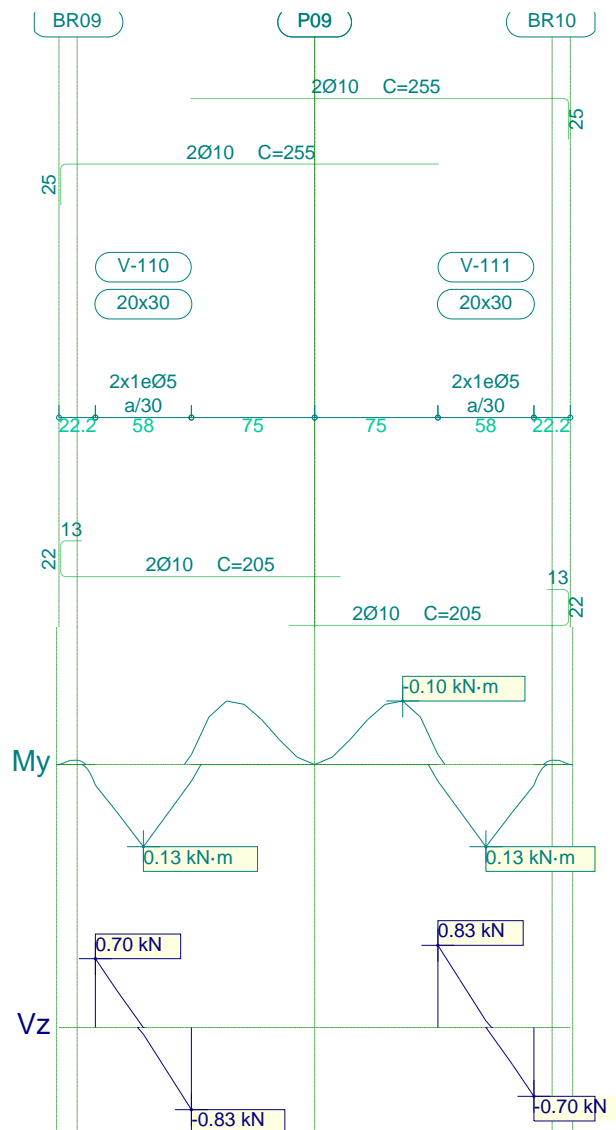 BR09 P09 BR10
2Ø10 C=255
25
2Ø10 C=255
25
V-110 V-111
20x30 20x30
2x1eØ5 2x1eØ5
a/30 a/30
22.2 58 75 75 58 22.2
13
22
2Ø10 C=205
13
22
2Ø10 C=205
-0.10 kN·m
My
0.13 kN·m 0.13 kN·m
0.83 kN
0.70 kN
Vz
-0.70 kN
-0.83 kN